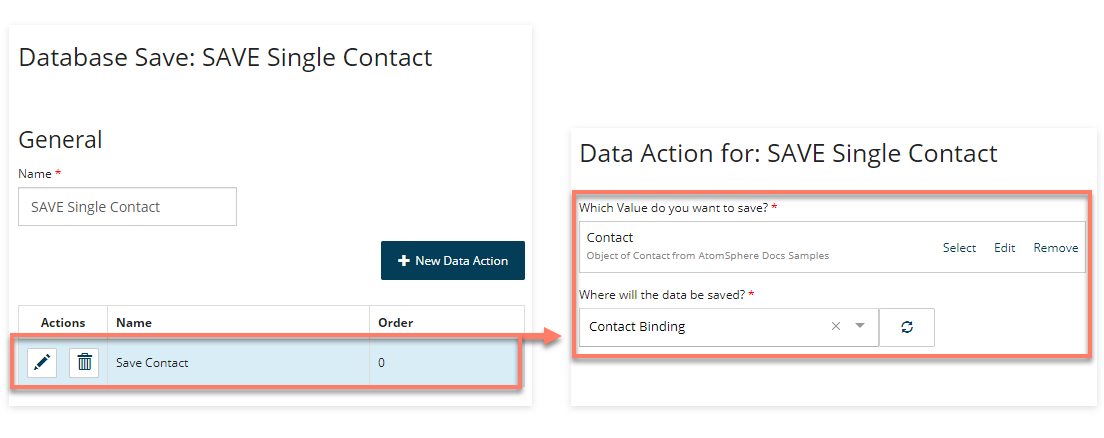 Database Save: SAVE Single Contact
General
Name *
SAVE Single Contact
New Data Action
Actions Name Order
Save Contact 0
Data Action for: SAVE Single Contact
Which Value do you want to save? *
Contact
Object of Contact from AtomSphere Docs Samples
Select Edit Remove
Where will the data be saved? *
Contact Binding